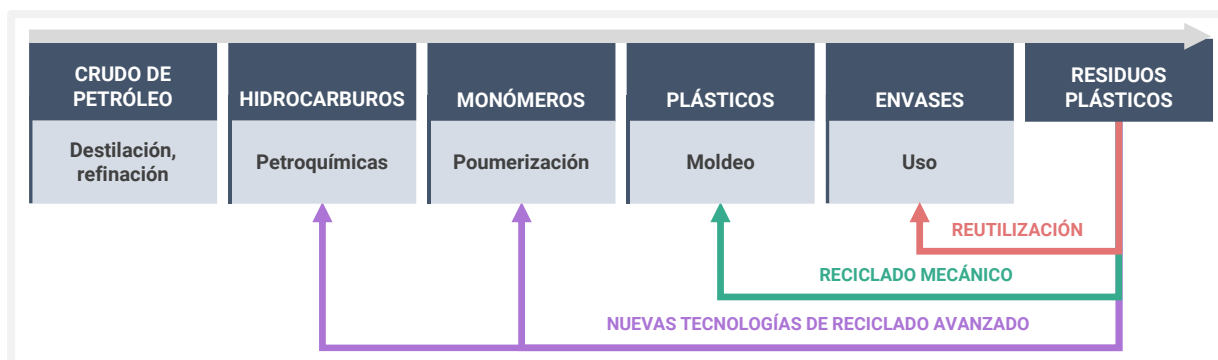 CRUDO DE
PETRÓLEO
HIDROCARBUROS
MONÓMEROS
PLÁSTICOS
ENVASES
RESIDUOS
PLÁSTICOS
Destilación,
refinación
Petroquímicas
Poumerización
Moldeo
Uso
REUTILIZACIÓN
RECICLADO MECÁNICO
NUEVAS TECNOLOGÍAS DE RECICLADO AVANZADO